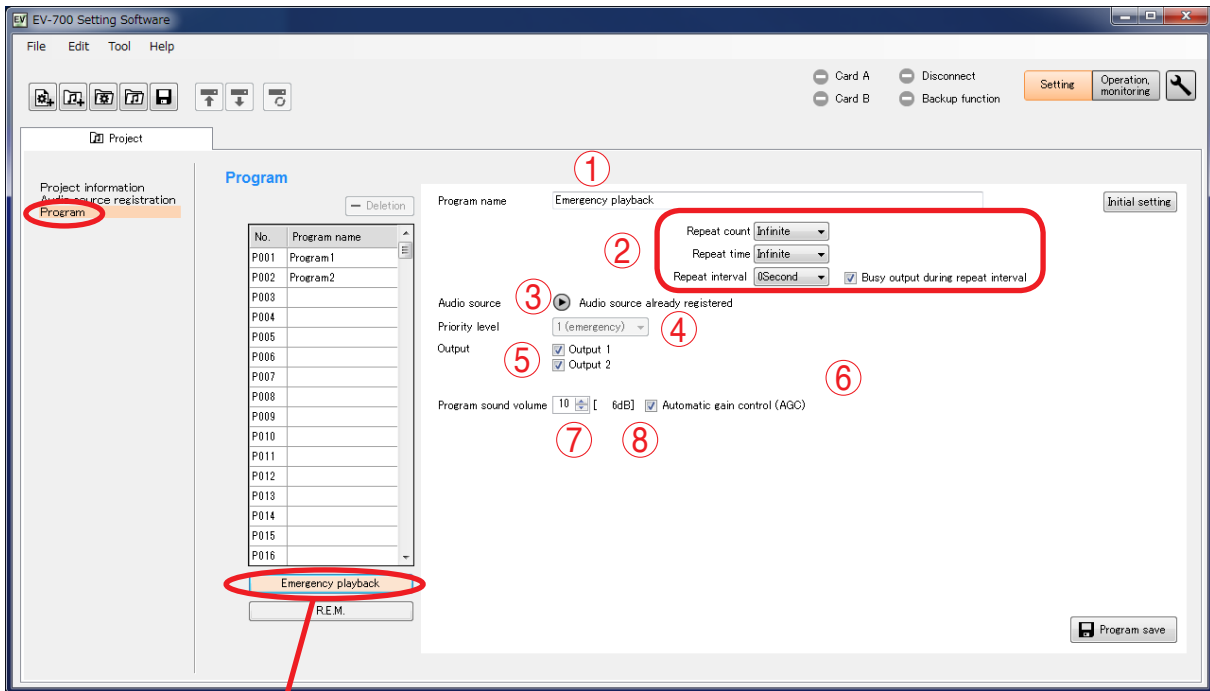 EV EV-700 Setting Software
File Edit Tool Help
Card A Disconnect
Card B Backup function
Setting
Operation, monitoring
Project
Project information
Audio source registration
Program
Program
Deletion
No. Program name
P001 Program1
P002 Program2
P003
P004
P005
P006
P007
P008
P009
P010
P011
P012
P013
P014
P015
P016
Emergency playback
R.E.M.
①
Program name Emergency playback
Initial setting
②
Repeat count Infinite
Repeat time Infinite
Repeat interval 0Second Busy output during repeat interval
Audio source ③ Audio source already registered
Priority level 1 (emergency) ④
Output ⑤ Output 1
Output 2
⑥
Program sound volume 10 [ 6dB] Automatic gain control (AGC)
⑦ ⑧
Program save